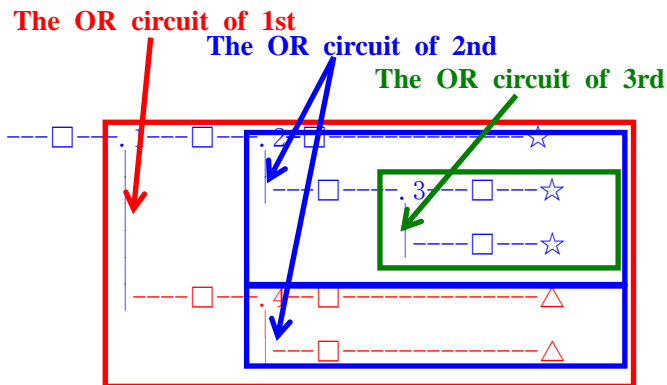 The OR circuit of 1st
The OR circuit of 2nd
The OR circuit of 3rd
---□--.1---□---.2-□-----------☆
---□---.3---□---☆
---□---☆
---□---.4--□-----------△
---□-----------△